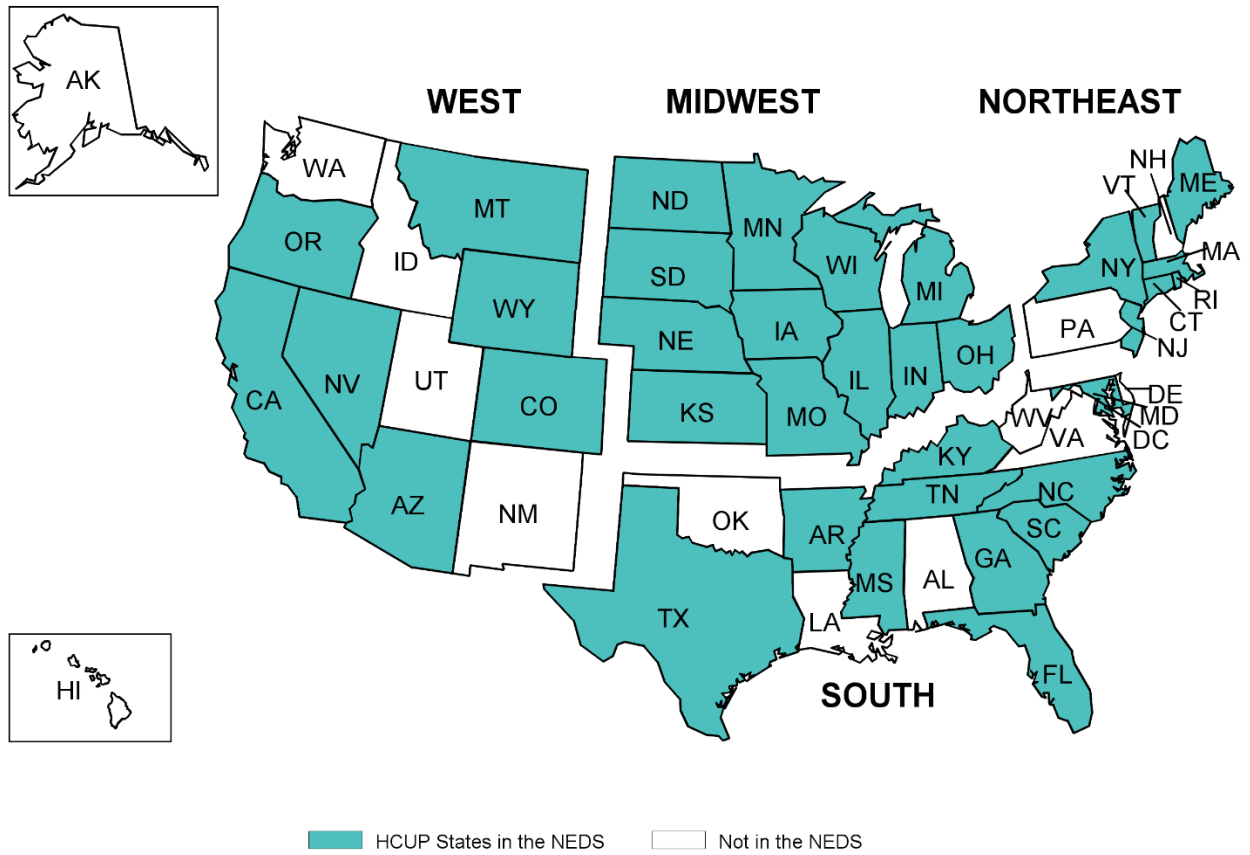 AK
WEST
MIDWEST
NORTHEAST
WA
MT
ND
MN
NH
VT
ME
OR
ID
SD
WI
MI
NY
MA
RI
CT
WY
NE
IA
PA
NJ
CA
NV
UT
CO
KS
MO
IL
IN
OH
DE
MD
DC
WV
VA
KY
AZ
NM
OK
AR
TN
NC
SC
TX
LA
MS
AL
GA
FL
HI
SOUTH
HCUP States in the NEDS
Not in the NEDS